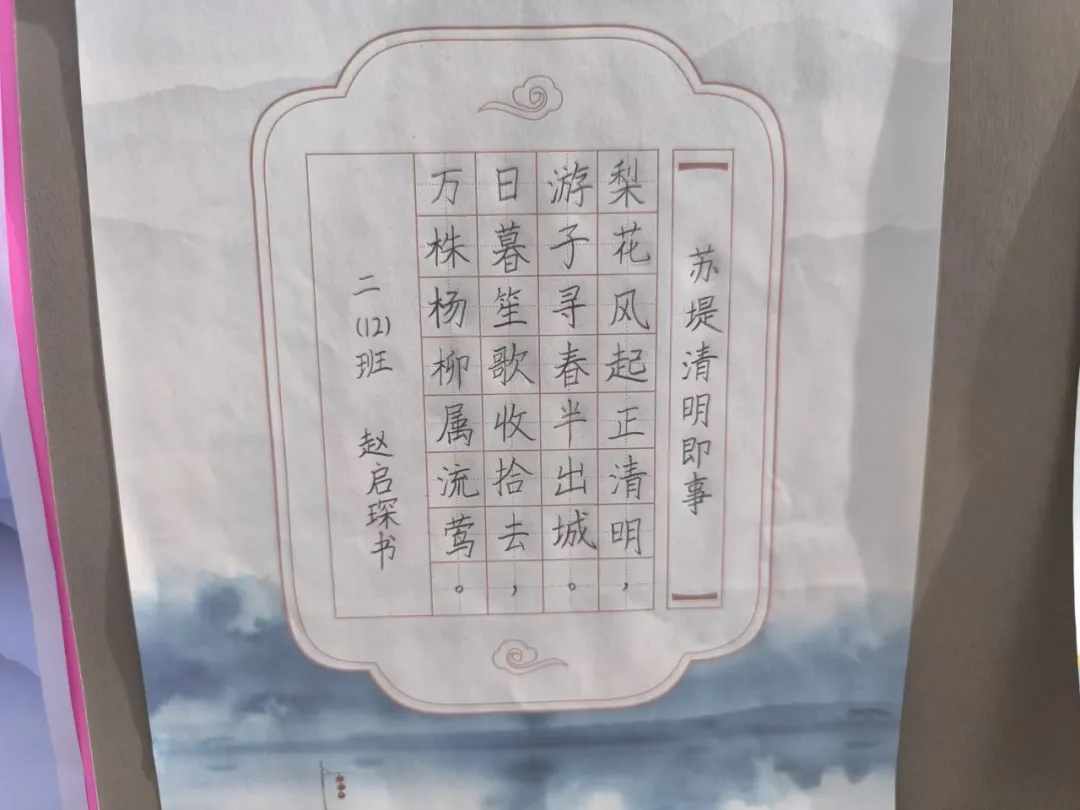 苏堤清明即事
梨花风起正清明，
游子寻春半出城。
日暮笙歌收拾去，
万株杨柳属流莺。
二(12)班 赵启琛书